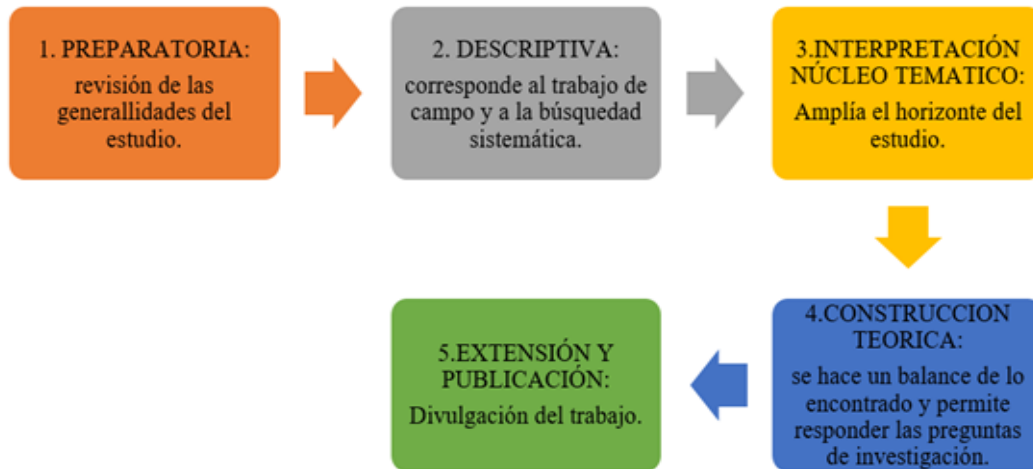 1. PREPARATORIA:
revisión de las
generallidades del
estudio.
2. DESCRIPTIVA:
corresponde al trabajo de
campo y a la búsqueda
sistemática.
3.INTERPRETACIÓN
NÚCLEO TEMATICO:
Amplía el horizonte del
estudio.
4.CONSTRUCCION
TEORICA:
se hace un balance de lo
encontrado y permite
responder las preguntas
de investigación.
5.EXTENSIÓN Y
PUBLICACIÓN:
Divulgación del trabajo.